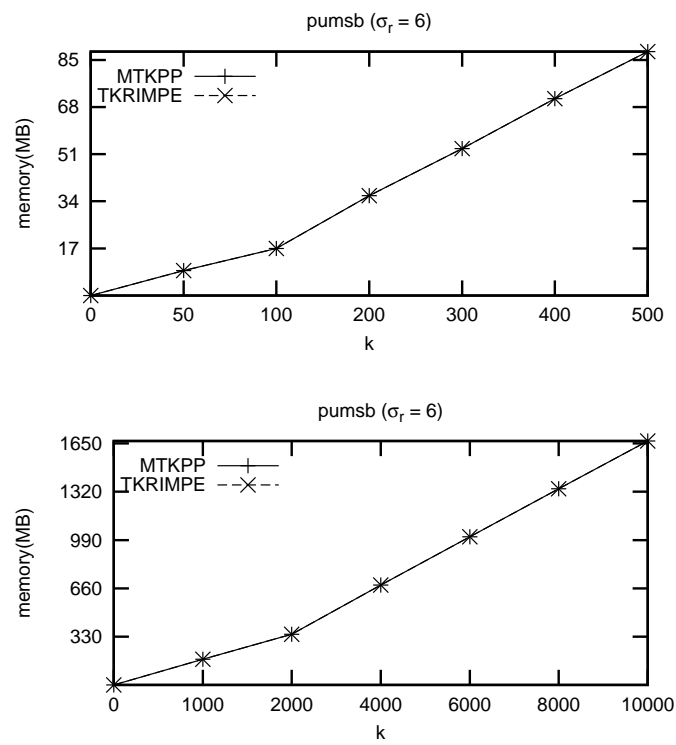 pumsb (σr = 6)
85
68
51
34
17
memory(MB)
MTKPP
TKRIMPE
0 50 100 200 300 400 500
k
pumsb (σr = 6)
1650
1320
990
660
330
memory(MB)
MTKPP
TKRIMPE
0 1000 2000 4000 6000 8000 10000
k